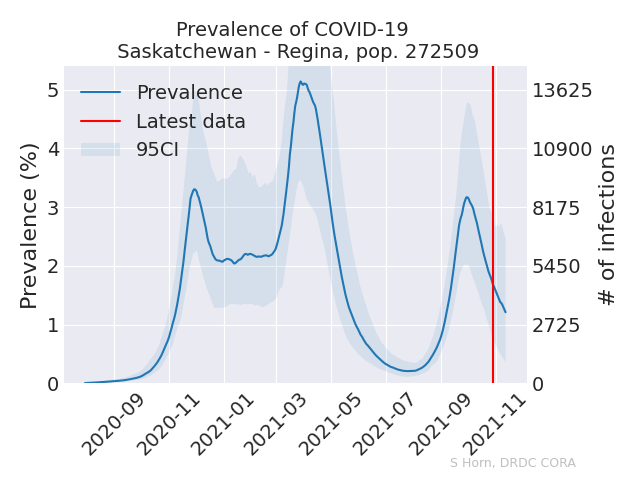 Prevalence of COVID-19
Saskatchewan - Regina, pop. 272509
Prevalence
Latest data
95CI
Prevalence (%)
5
4
3
2
1
0
13625
10900
8175
5450
2725
0
# of infections
2020-09
2020-11
2021-01
2021-03
2021-05
2021-07
2021-09
2021-11
S Horn, DRDC CORA